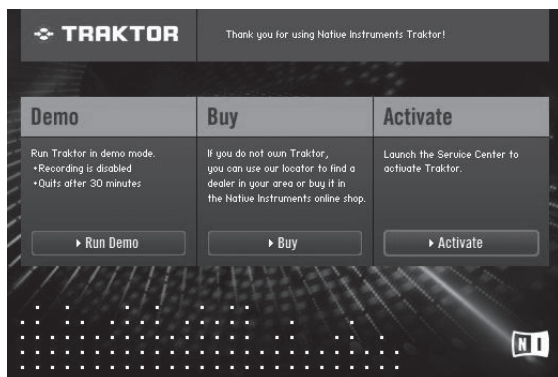 TRAKTOR
Thank you for using Native Instruments Traktor!
Demo
Run Traktor in demo mode.
•Recording is disabled
•Quits after 30 minutes
Run Demo
Buy
If you do not own Traktor,
you can use our locator to find a
dealer in your area or buy it in
the Native Instruments online shop.
Buy
Activate
Launch the Service Center to
activate Traktor.
Activate
NI